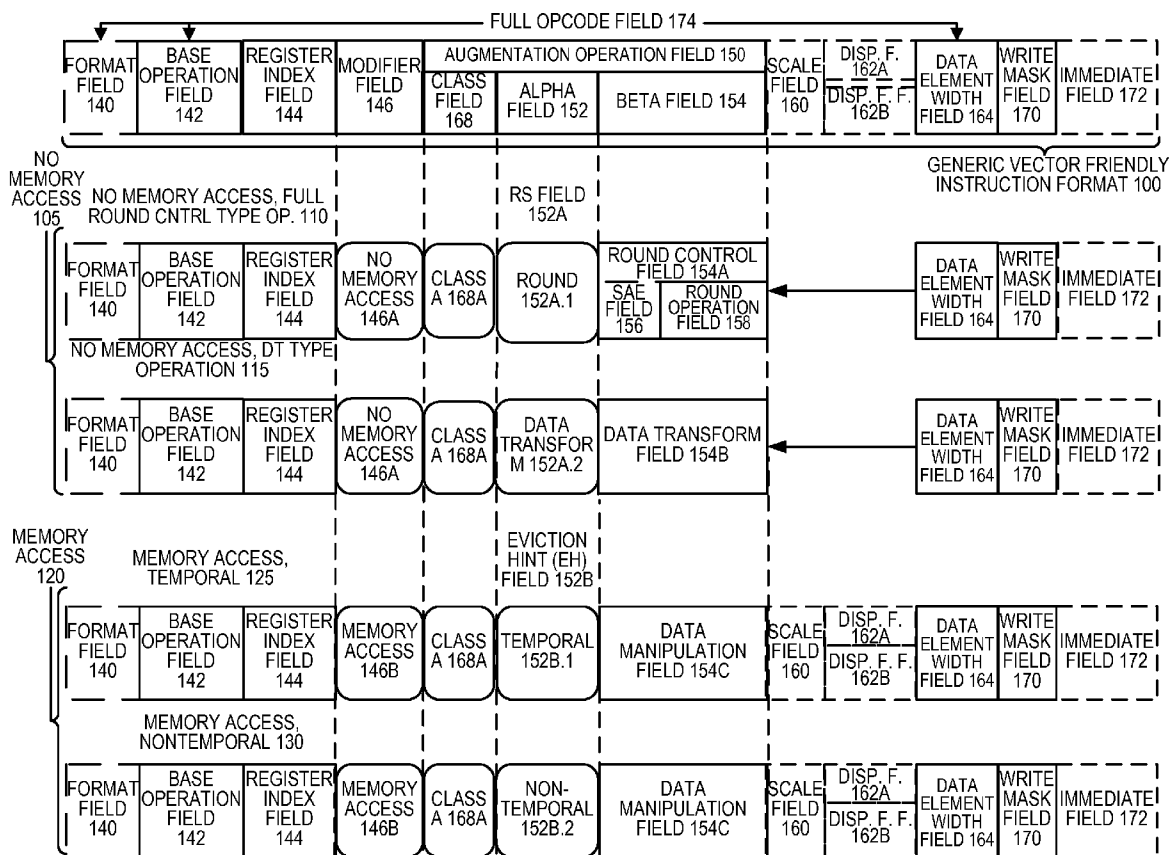 FULL OPCODE FIELD 174
FORMAT FIELD 140
BASE OPERATION FIELD 142
REGISTER INDEX FIELD 144
MODIFIER FIELD 146
AUGMENTATION OPERATION FIELD 150
CLASS FIELD 168
ALPHA FIELD 152
BETA FIELD 154
SCALE FIELD 160
DISP. F. 162A
DISP. F. F. 162B
DATA ELEMENT WIDTH FIELD 164
WRITE MASK FIELD 170
IMMEDIATE FIELD 172
GENERIC VECTOR FRIENDLY INSTRUCTION FORMAT 100
NO MEMORY ACCESS 105
NO MEMORY ACCESS, FULL ROUND CNTRL TYPE OP. 110
RS FIELD 152A
FORMAT FIELD 140
BASE OPERATION FIELD 142
REGISTER INDEX FIELD 144
NO MEMORY ACCESS 146A
CLASS A 168A
ROUND 152A.1
ROUND CONTROL FIELD 154A
SAE FIELD 156
ROUND OPERATION FIELD 158
DATA ELEMENT WIDTH FIELD 164
WRITE MASK FIELD 170
IMMEDIATE FIELD 172
NO MEMORY ACCESS, DT TYPE OPERATION 115
FORMAT FIELD 140
BASE OPERATION FIELD 142
REGISTER INDEX FIELD 144
NO MEMORY ACCESS 146A
CLASS A 168A
DATA TRANSFOR M 152A.2
DATA TRANSFORM FIELD 154B
DATA ELEMENT WIDTH FIELD 164
WRITE MASK FIELD 170
IMMEDIATE FIELD 172
MEMORY ACCESS 120
MEMORY ACCESS, TEMPORAL 125
EVICTION HINT (EH) FIELD 152B
FORMAT FIELD 140
BASE OPERATION FIELD 142
REGISTER INDEX FIELD 144
MEMORY ACCESS 146B
CLASS A 168A
TEMPORAL 152B.1
DATA MANIPULATION FIELD 154C
SCALE FIELD 160
DISP. F. 162A
DISP. F. F. 162B
DATA ELEMENT WIDTH FIELD 164
WRITE MASK FIELD 170
IMMEDIATE FIELD 172
MEMORY ACCESS, NONTEMPORAL 130
FORMAT FIELD 140
BASE OPERATION FIELD 142
REGISTER INDEX FIELD 144
MEMORY ACCESS 146B
CLASS A 168A
NON-TEMPORAL 152B.2
DATA MANIPULATION FIELD 154C
SCALE FIELD 160
DISP. F. 162A
DISP. F. F. 162B
DATA ELEMENT WIDTH FIELD 164
WRITE MASK FIELD 170
IMMEDIATE FIELD 172